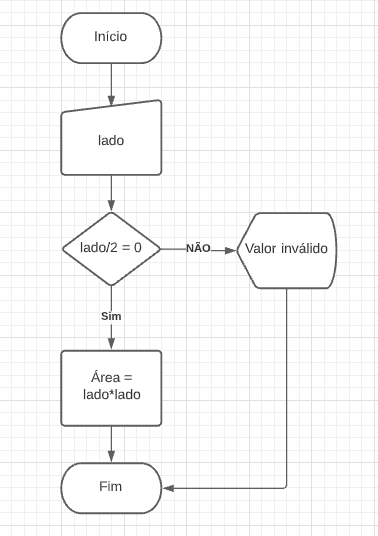 Início
lado
lado/2 = 0
NÃO
Valor inválido
Sim
Área =
lado*lado
Fim